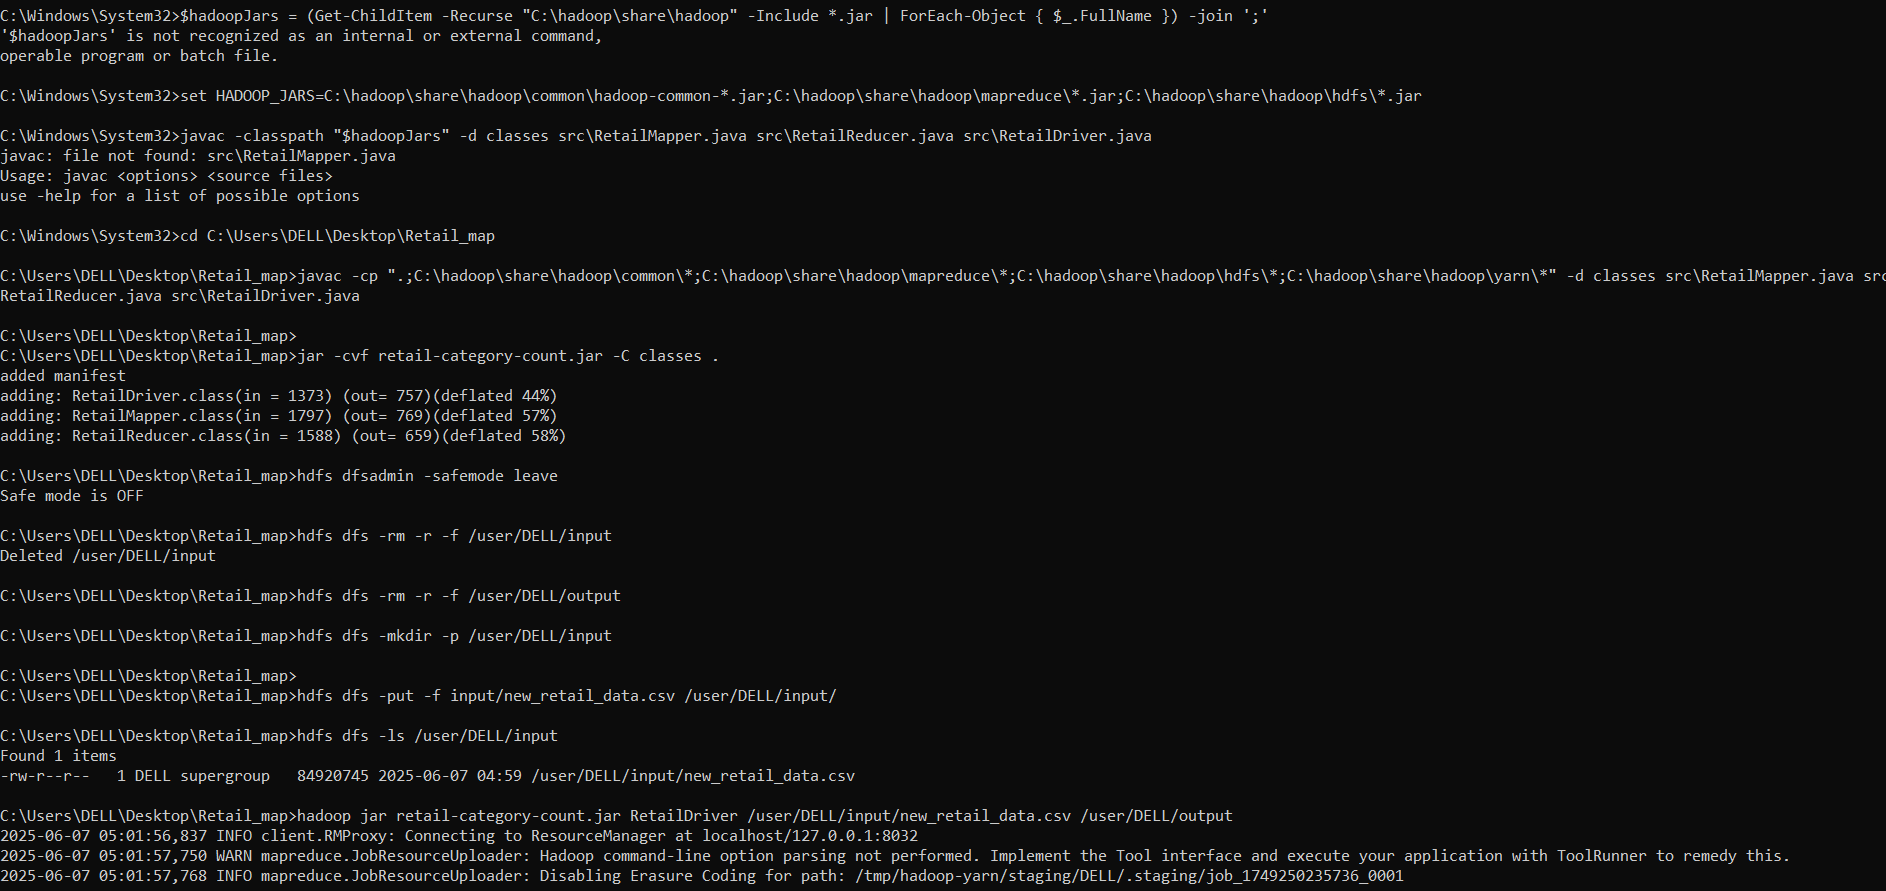 C:\Windows\System32>$hadoopJars = (Get-ChildItem -Recurse "C:\hadoop\share\hadoop" -Include *.jar | ForEach-Object { $_.FullName }) -join ';'
'$hadoopJars' is not recognized as an internal or external command,
operable program or batch file.
C:\Windows\System32>set HADOOP_JARS=C:\hadoop\share\hadoop\common\hadoop-common-*.jar;C:\hadoop\share\hadoop\mapreduce\*.jar;C:\hadoop\share\hadoop\hdfs\*.jar
C:\Windows\System32>javac -classpath "$hadoopJars" -d classes src\RetailMapper.java src\RetailReducer.java src\RetailDriver.java
javac: file not found: src\RetailMapper.java
Usage: javac <options> <source files>
use -help for a list of possible options
C:\Windows\System32>cd C:\Users\DELL\Desktop\Retail_map
C:\Users\DELL\Desktop\Retail_map>javac -cp ".;C:\hadoop\share\hadoop\common\*;C:\hadoop\share\hadoop\mapreduce\*;C:\hadoop\share\hadoop\hdfs\*;C:\hadoop\share\hadoop\yarn\*" -d classes src\RetailMapper.java src
RetailReducer.java src\RetailDriver.java
C:\Users\DELL\Desktop\Retail_map>
C:\Users\DELL\Desktop\Retail_map>jar -cvf retail-category-count.jar -C classes .
added manifest
adding: RetailDriver.class(in = 1373) (out= 757)(deflated 44%)
adding: RetailMapper.class(in = 1797) (out= 769)(deflated 57%)
adding: RetailReducer.class(in = 1588) (out= 659)(deflated 58%)
C:\Users\DELL\Desktop\Retail_map>hdfs dfsadmin -safemode leave
Safe mode is OFF
C:\Users\DELL\Desktop\Retail_map>hdfs dfs -rm -r -f /user/DELL/input
Deleted /user/DELL/input
C:\Users\DELL\Desktop\Retail_map>hdfs dfs -rm -r -f /user/DELL/output
C:\Users\DELL\Desktop\Retail_map>hdfs dfs -mkdir -p /user/DELL/input
C:\Users\DELL\Desktop\Retail_map>
C:\Users\DELL\Desktop\Retail_map>hdfs dfs -put -f input/new_retail_data.csv /user/DELL/input/
C:\Users\DELL\Desktop\Retail_map>hdfs dfs -ls /user/DELL/input
Found 1 items
-rw-r--r--   1 DELL supergroup   84920745 2025-06-07 04:59 /user/DELL/input/new_retail_data.csv
C:\Users\DELL\Desktop\Retail_map>hadoop jar retail-category-count.jar RetailDriver /user/DELL/input/new_retail_data.csv /user/DELL/output
2025-06-07 05:01:56,837 INFO client.RMProxy: Connecting to ResourceManager at localhost/127.0.0.1:8032
2025-06-07 05:01:57,750 WARN mapreduce.JobResourceUploader: Hadoop command-line option parsing not performed. Implement the Tool interface and execute your application with ToolRunner to remedy this.
2025-06-07 05:01:57,768 INFO mapreduce.JobResourceUploader: Disabling Erasure Coding for path: /tmp/hadoop-yarn/staging/DELL/.staging/job_1749250235736_0001